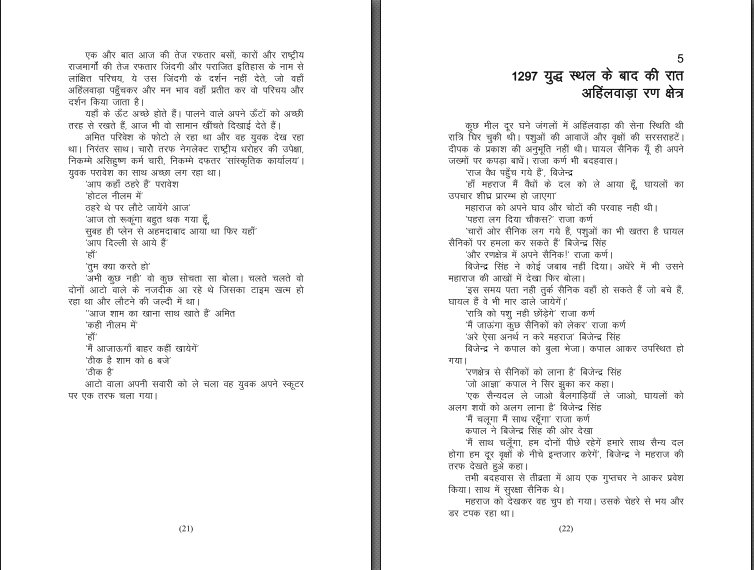 एक और बात आज की तेज रफतार बसों, कारों और राष्ट्रीय
राजमार्गों की तेज रफतार जिंदगी और पराजित इतिहास के नाम से
लांक्षित परिचय, ये उस जिंदगी के दर्शन नहीं देते, जो वहाँ
अहिंलवाड़ा पहुँचकर और मन भाव वहाँ प्रतीत कर वो परिचय और
दर्शन किया जाता है।
यहाँ के ऊँट अच्छे होते हैं। पालने वाले अपने ऊँटों को अच्छी
तरह से रखते हैं, आज भी वो सामान खींचते दिखाई देते हैं।
अमित परिवेश के फोटो ले रहा था और वह युवक देख रहा
था। निरंतर साथ। चारो तरफ नेगलेक्ट राष्ट्रीय धरोहर की उपेक्षा,
निकम्मे असिहष्णु कर्म चारी, निकम्मे दफतर 'सांस्कृतिक कार्यालय'।
युवक परावेश का साथ अच्छा लग रहा था।
'आप कहाँ ठहरे हैं' परावेश
'होटल नीलम में'
ठहरे थे पर लौटे जायेंगे आज'
'आज तो रूकूंगा बहुत थक गया हूँ,
सुबह ही प्लेन से अहमदाबाद आया था फिर यहाँ'
'आप दिल्ली से आये हैं'
'हाँ'
'तुम क्या करते हो'
'अभी कुछ नही' वो कुछ सोचता सा बोला। चलते चलते वो
दोनों आटो वाले के नजदीक आ रहे थे जिसका टाइम खत्म हो
रहा था और लौटने की जल्दी में था।
''आज शाम का खाना साथ खाते हैं' अमित
'कही नीलम में'
'हाँ'
'मैं आजाऊगाँ बाहर कहीं खायेगें'
'ठीक है शाम को 6 बजे'
'ठीक है'
आटो वाला अपनी सवारी को ले चला वह युवक अपने स्कूटर
पर एक तरफ चला गया।
(21)
5
1297 युद्ध स्थल के बाद की रात
अहिंलवाड़ा रण क्षेत्र
कुछ मील दूर घने जंगलों में अहिंलवाड़ा की सेना स्थिति थी
रात्रि घिर चुकी थी। पशुओं की आवाजें और वृक्षों की सरसराहटें।
दीपक के प्रकाश की अनुभूति नहीं थी। घायल सैनिक यूँ ही अपने
जख्मों पर कपड़ा बाधें। राजा कर्ण भी बदहवास।
'राज वैध पहुँच गये हैं', बिजेन्द्र
'हाँ महराज मैं वैधों के दल को ले आया हूँ, घायलों का
उपचार शीघ्र प्रारम्भ हो जाएगा'
महाराज को अपने घाव और चोटों की परवाह नही थी।
'पहरा लग दिया चौकस?' राजा कर्ण
'चारों ओर सैनिक लग गये हैं, पशुओं का भी खतरा है घायल
सैनिकों पर हमला कर सकते हैं' बिजेन्द्र सिंह
'और रणक्षेत्र में अपने सैनिक!' राजा कर्ण।
बिजेन्द्र सिंह ने कोई जबाब नहीं दिया। अधेंरे में भी उसने
महाराज की आखों में देखा फिर बोला।
'इस समय पता नही तुर्क सैनिक वहाँ हो सकते हैं जो बचे हैं,
घायल हैं वे भी मार डाले जायेगें।'
'रात्रि को पशु नही छोड़ेगे' राजा कर्ण
'मैं जाऊंगा कुछ सैनिकों को लेकर' राजा कर्ण
'अरे ऐसा अनर्थ न करे महराज' बिजेन्द्र सिंह
बिजेन्द्र ने कपाल को बुला भेजा। कपाल आकर उपस्थित हो
गया।
'रणक्षेत्र से सैनिकों को लाना है' बिजेन्द्र सिंह
'जो आज्ञा' कपाल ने सिर झुका कर कहा।
'एक सैन्यदल ले जाओ बैलगाड़ियाँ ले जाओ, घायलों को
अलग शवों को अलग लाना है' बिजेन्द्र सिंह
'मैं चलूगा मैं साथ रहूँगा' राजा कर्ण
कपाल ने बिजेन्द्र सिंह की ओर देखा
'मैं साथ चलूँगा, हम दोनों पीछे रहेगें हमारे साथ सैन्य दल
होगा हम दूर वृक्षों के नीचे इन्तजार करेगें', बिजेन्द्र ने महराज की
तरफ देखते हुअे कहा।
तभी बदहवास से तीव्रता में आय एक गुप्तचर ने आकर प्रवेश
किया। साथ में सुरक्षा सैनिक थे।
महराज को देखकर वह चुप हो गया। उसके चेहरे से भय और
डर टपक रहा था।
(22)